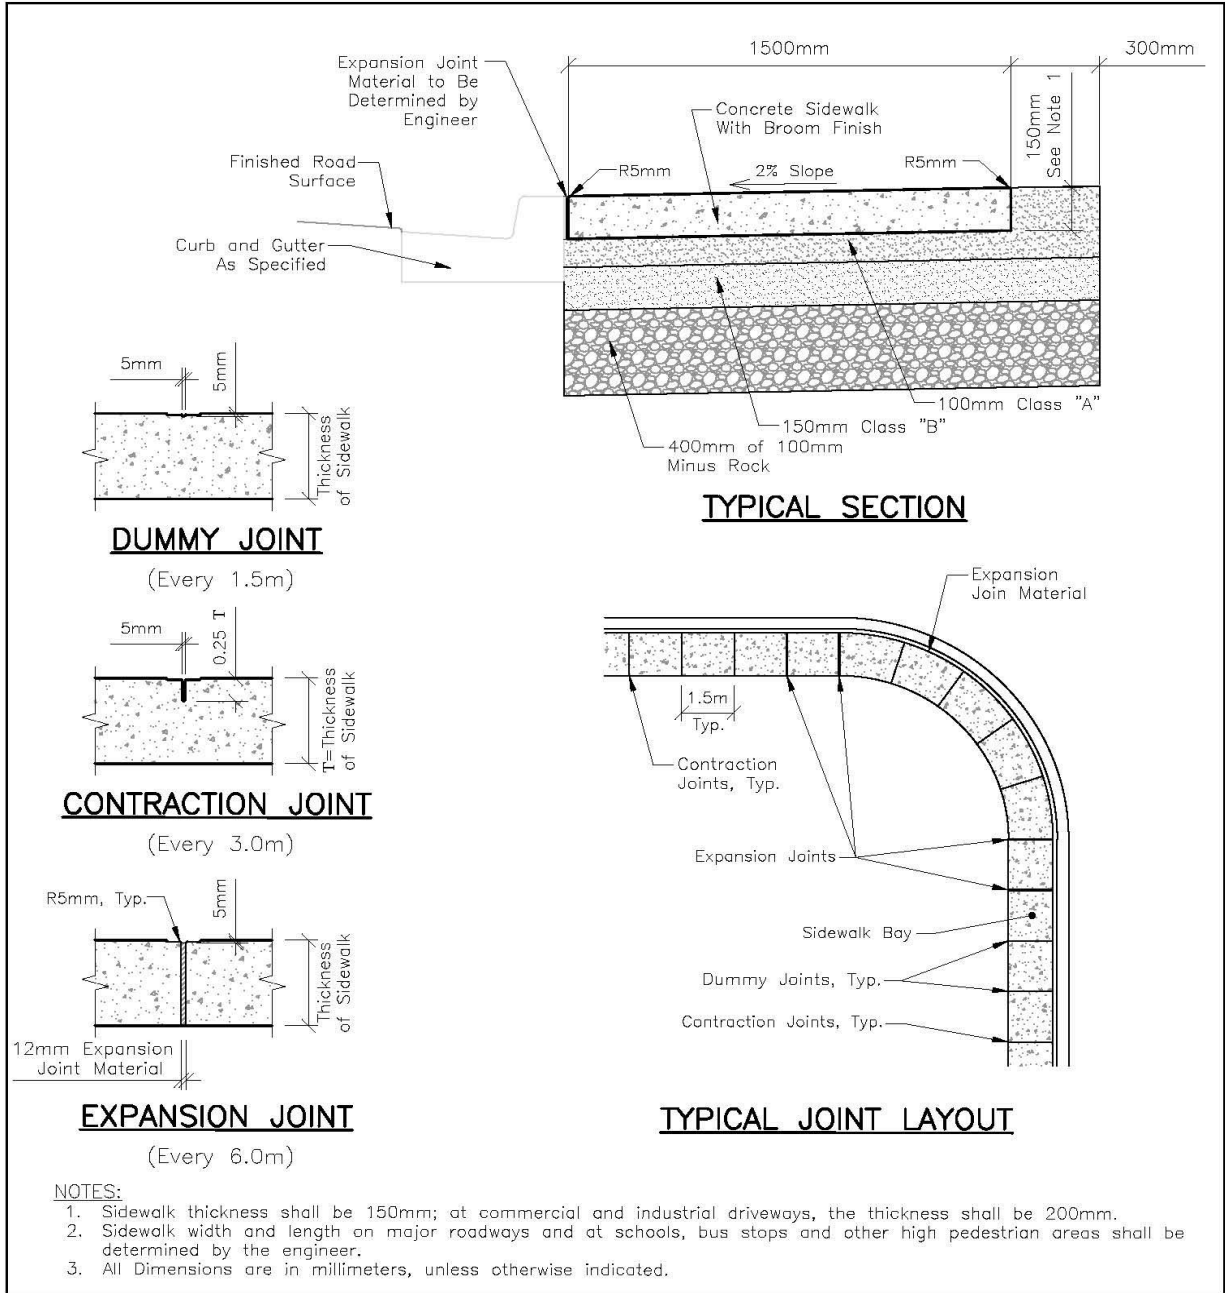 1500mm
300mm
Expansion Joint
Material to Be
Determined by
Engineer
Concrete Sidewalk
With Broom Finish
150mm
See Note 1
Finished Road
Surface
R5mm
2% Slope
R5mm
Curb and Gutter
As Specified
100mm Class "A"
150mm Class "B"
400mm of 100mm
Minus Rock
TYPICAL SECTION
5mm
5mm
Thickness
of Sidewalk
DUMMY JOINT
(Every 1.5m)
5mm
0.25 T
T=Thickness
of Sidewalk
CONTRACTION JOINT
(Every 3.0m)
R5mm, Typ.
5mm
Thickness
of Sidewalk
12mm Expansion
Joint Material
EXPANSION JOINT
(Every 6.0m)
Expansion
Join Material
1.5m
Typ.
Contraction
Joints, Typ.
Expansion Joints
Sidewalk Bay
Dummy Joints, Typ.
Contraction Joints, Typ.
TYPICAL JOINT LAYOUT
NOTES:
1. Sidewalk thickness shall be 150mm; at commercial and industrial driveways, the thickness shall be 200mm.
2. Sidewalk width and length on major roadways and at schools, bus stops and other high pedestrian areas shall be
determined by the engineer.
3. All Dimensions are in millimeters, unless otherwise indicated.